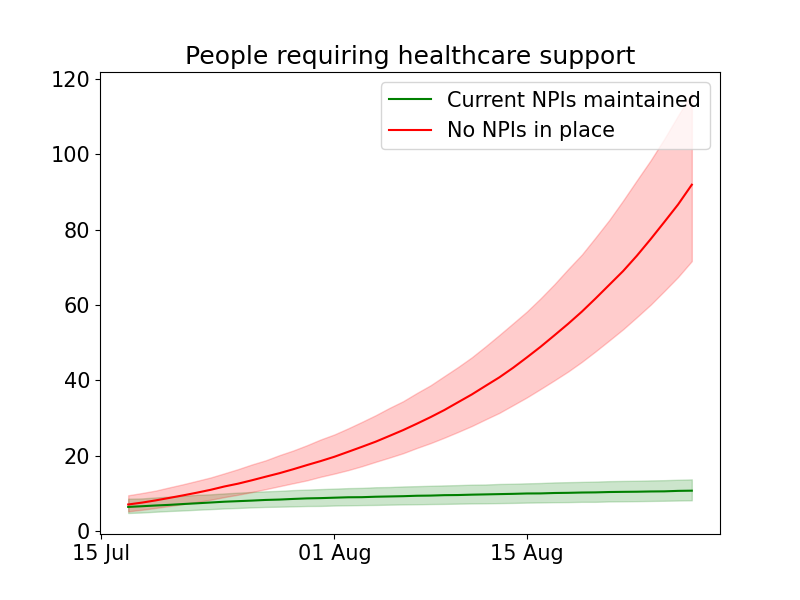 People requiring healthcare support
Current NPIs maintained
No NPIs in place
120
100
80
60
40
20
0
15 Jul
01 Aug
15 Aug